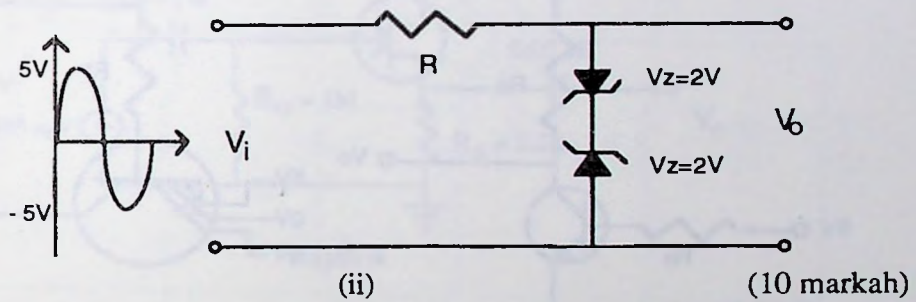 5V
- 5V
Vi
R
Vz=2V
Vz=2V
Vo
(ii)
(10 markah)